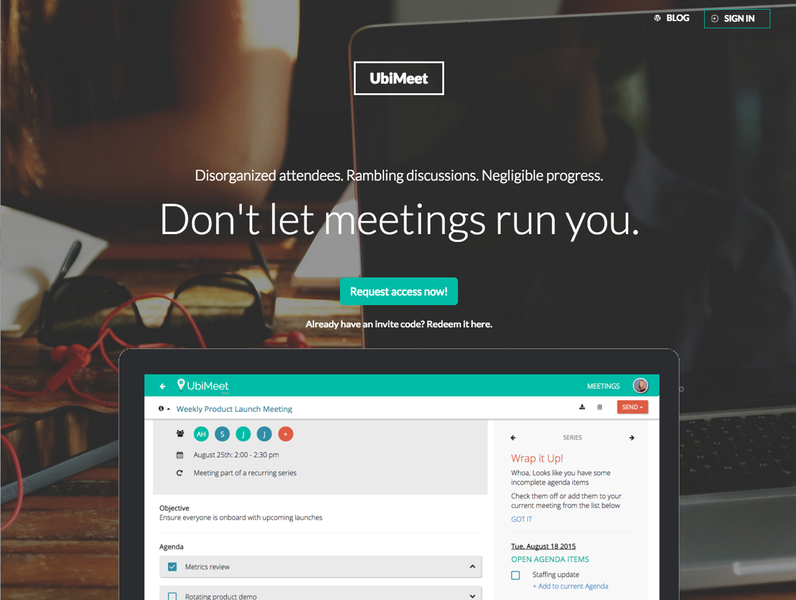 BLOG
SIGN IN
UbiMeet
Disorganized attendees. Rambling discussions. Negligible progress.
Don't let meetings run you.
Request access now!
Already have an invite code? Redeem it here.
UbiMeet
MEETINGS
Weekly Product Launch Meeting
SEND
AH S J J +
August 25th: 2:00 - 2:30 pm
Meeting part of a recurring series
Objective
Ensure everyone is onboard with upcoming launches
Agenda
Metrics review
Rotating product demo
SERIES
Wrap it Up!
Whoa, Looks like you have some
incomplete agenda items
Check them off or add them to your
current meeting from the list below
GOT IT
Tue, August 18 2015
OPEN AGENDA ITEMS
Staffing update
+ Add to current Agenda